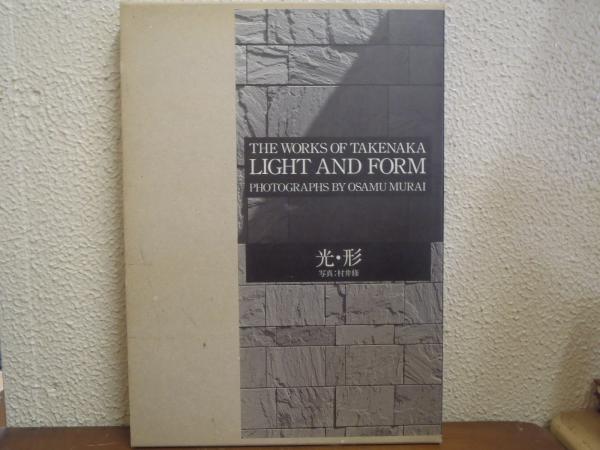 THE WORKS OF TAKENAKA
LIGHT AND FORM
PHOTOGRAPHS BY OSAMU MURAI
光・形
写真：村井修